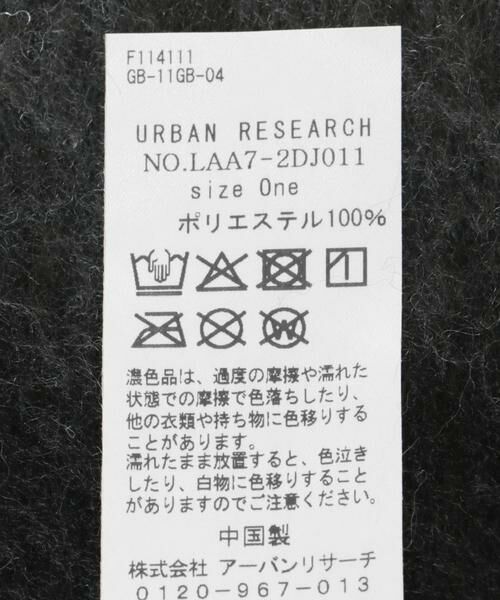 F114111
GB-11GB-04
URBAN RESEARCH
NO.LAA7-2DJ011
size One
ポリエステル100%
W
濃色品は、過度の摩擦や濡れた
状態での摩擦で色落ちしたり、
他の衣類や持ち物に色移りする
ことがあります。
濡れたまま放置すると、色泣き
したり、白物に色移りすること
がありますのでご注意ください。
中国製
株式会社 アーバンリサーチ
0120-967-013